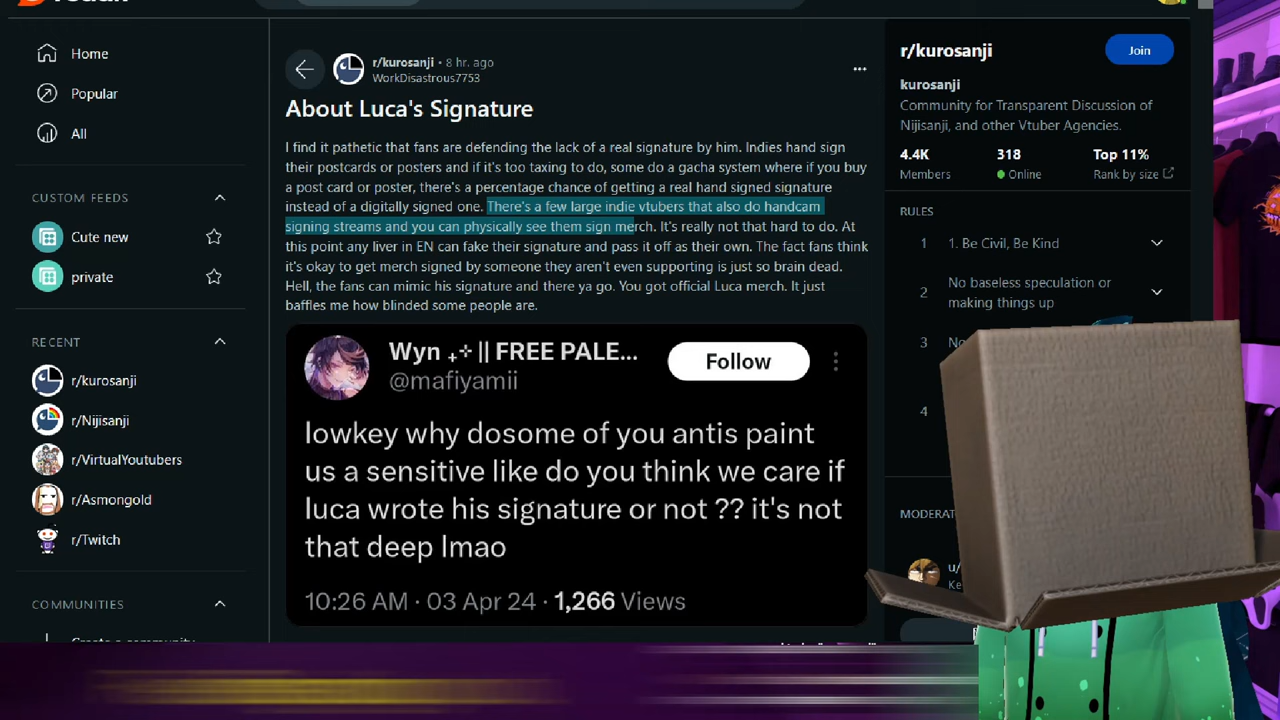 Home
Popular
All
CUSTOM FEEDS
Cute new
private
RECENT
r/kurosanji
r/Nijisanji
r/VirtualYoutubers
r/Asmongold
r/Twitch
COMMUNITIES
r/kurosanji • 8 hr. ago
WorkDisastrous7753
About Luca's Signature
I find it pathetic that fans are defending the lack of a real signature by him. Indies hand sign
their postcards or posters and if it's too taxing to do, some do a gacha system where if you buy
a post card or poster, there's a percentage chance of getting a real hand signed signature
instead of a digitally signed one. There's a few large indie vtubers that also do handcam
signing streams and you can physically see them sign merch. It's really not that hard to do. At
this point any liver in EN can fake their signature and pass it off as their own. The fact fans think
it's okay to get merch signed by someone they aren't even supporting is just so brain dead.
Hell, the fans can mimic his signature and there ya go. You got official Luca merch. It just
baffles me how blinded some people are.
Wyn || FREE PALE...
@mafiyamii
Follow
lowkey why dosome of you antis paint
us a sensitive like do you think we care if
luca wrote his signature or not ?? it's not
that deep lmao
10:26 AM · 03 Apr 24 · 1,266 Views
r/kurosanji
Join
kurosanji
Community for Transparent Discussion of
Nijisanji, and other Vtuber Agencies.
4.4K 318 Top 11%
Members Online Rank by size
RULES
1 1. Be Civil, Be Kind
2 No baseless speculation or
making things up
3
4